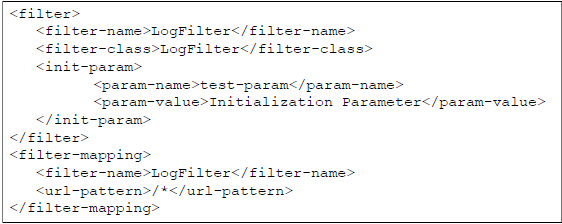 <filter>
   <filter-name>LogFilter</filter-name>
   <filter-class>LogFilter</filter-class>
   <init-param>
          <param-name>test-param</param-name>
          <param-value>Initialization Parameter</param-value>
   </init-param>
</filter>
<filter-mapping>
   <filter-name>LogFilter</filter-name>
   <url-pattern>/*</url-pattern>
</filter-mapping>